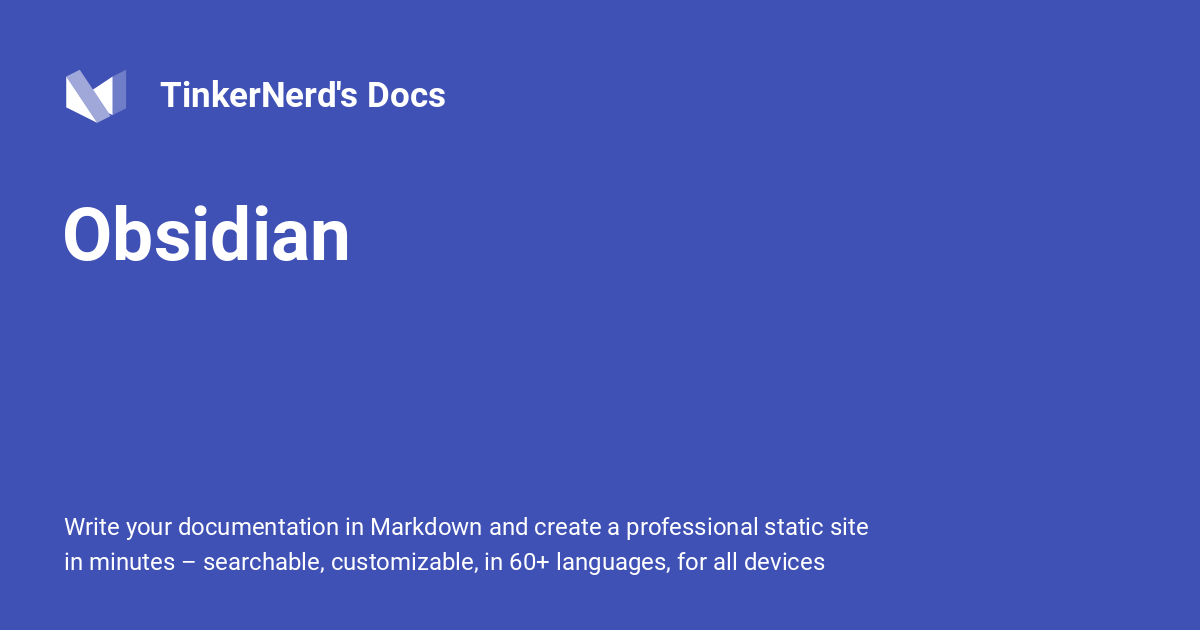 TinkerNerd's Docs
Obsidian
Write your documentation in Markdown and create a professional static site
in minutes – searchable, customizable, in 60+ languages, for all devices